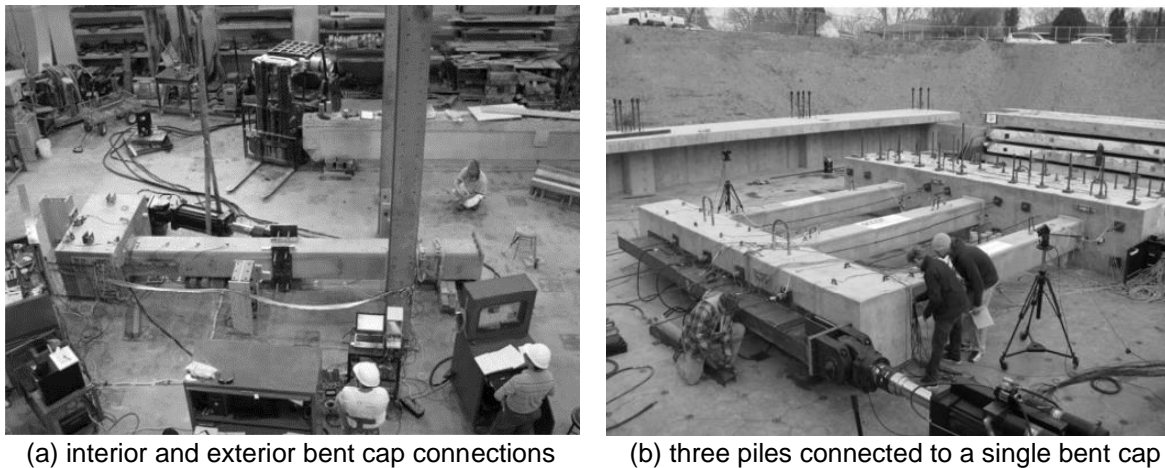 (a) interior and exterior bent cap connections
(b) three piles connected to a single bent cap